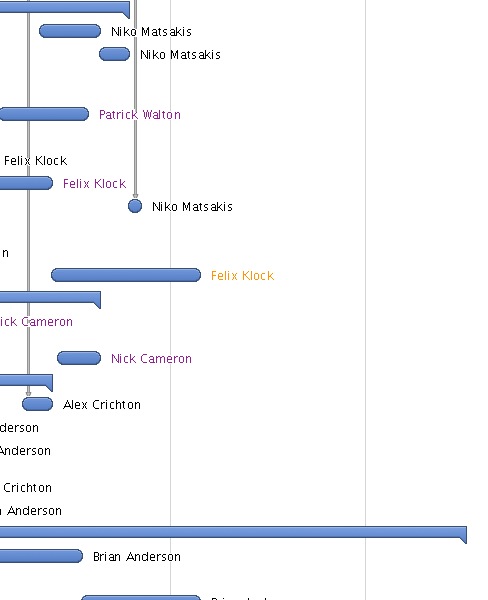 Niko Matsakis
Niko Matsakis
Patrick Walton
Felix Klock
Felix Klock
Niko Matsakis
n
Felix Klock
ick Cameron
Nick Cameron
Alex Crichton
derson
Anderson
Crichton
Anderson
Brian Anderson